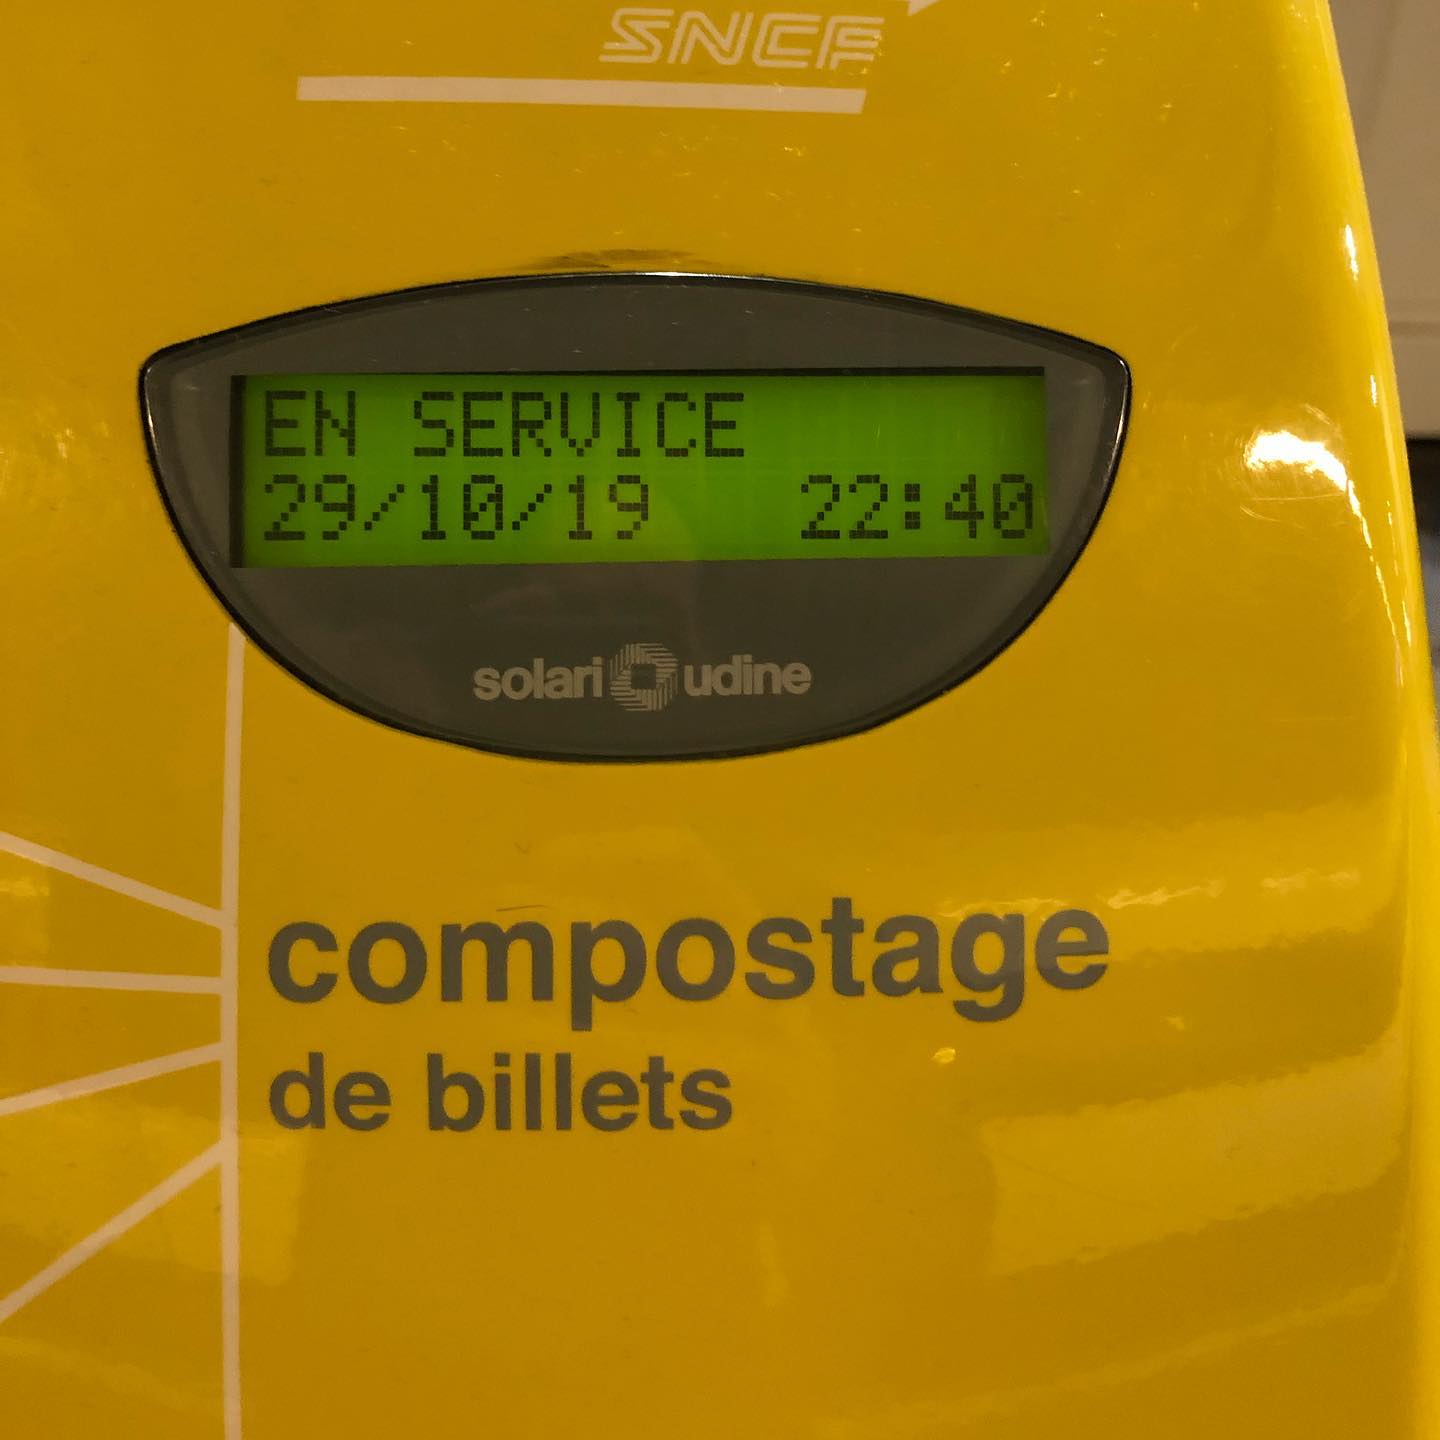 SNCF
EN SERVICE
29/10/19 22:40
solari udine
compostage
de billets